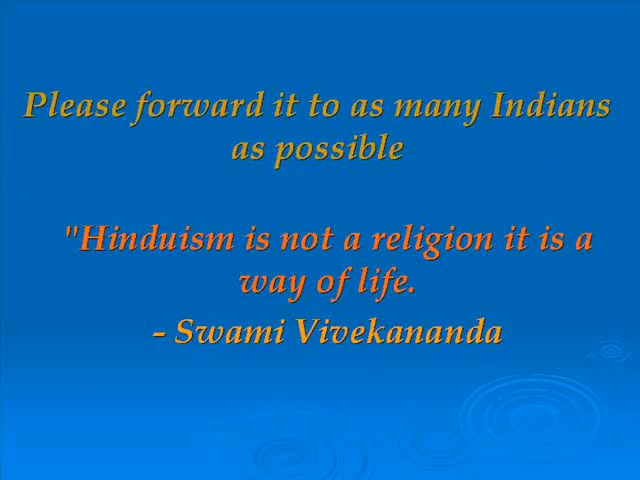 Please forward it to as many Indians
as possible
"Hinduism is not a religion it is a
way of life.
- Swami Vivekananda